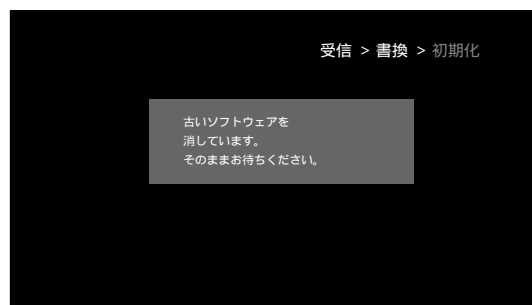 受信 > 書換 > 初期化
古いソフトウェアを
消しています。
そのままお待ちください。